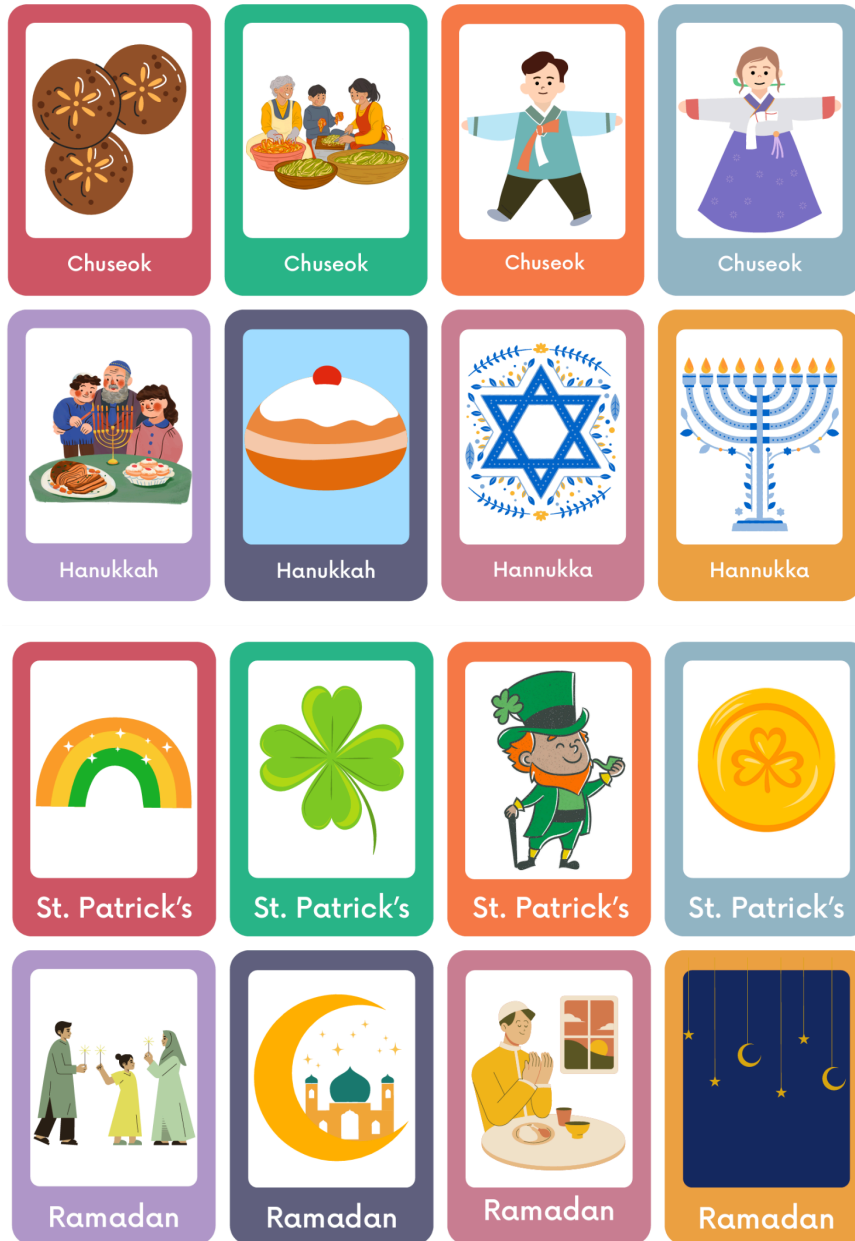 Chuseok
Chuseok
Chuseok
Chuseok
Hanukkah
Hanukkah
Hannukka
Hannukka
St. Patrick's
St. Patrick's
St. Patrick's
St. Patrick's
Ramadan
Ramadan
Ramadan
Ramadan